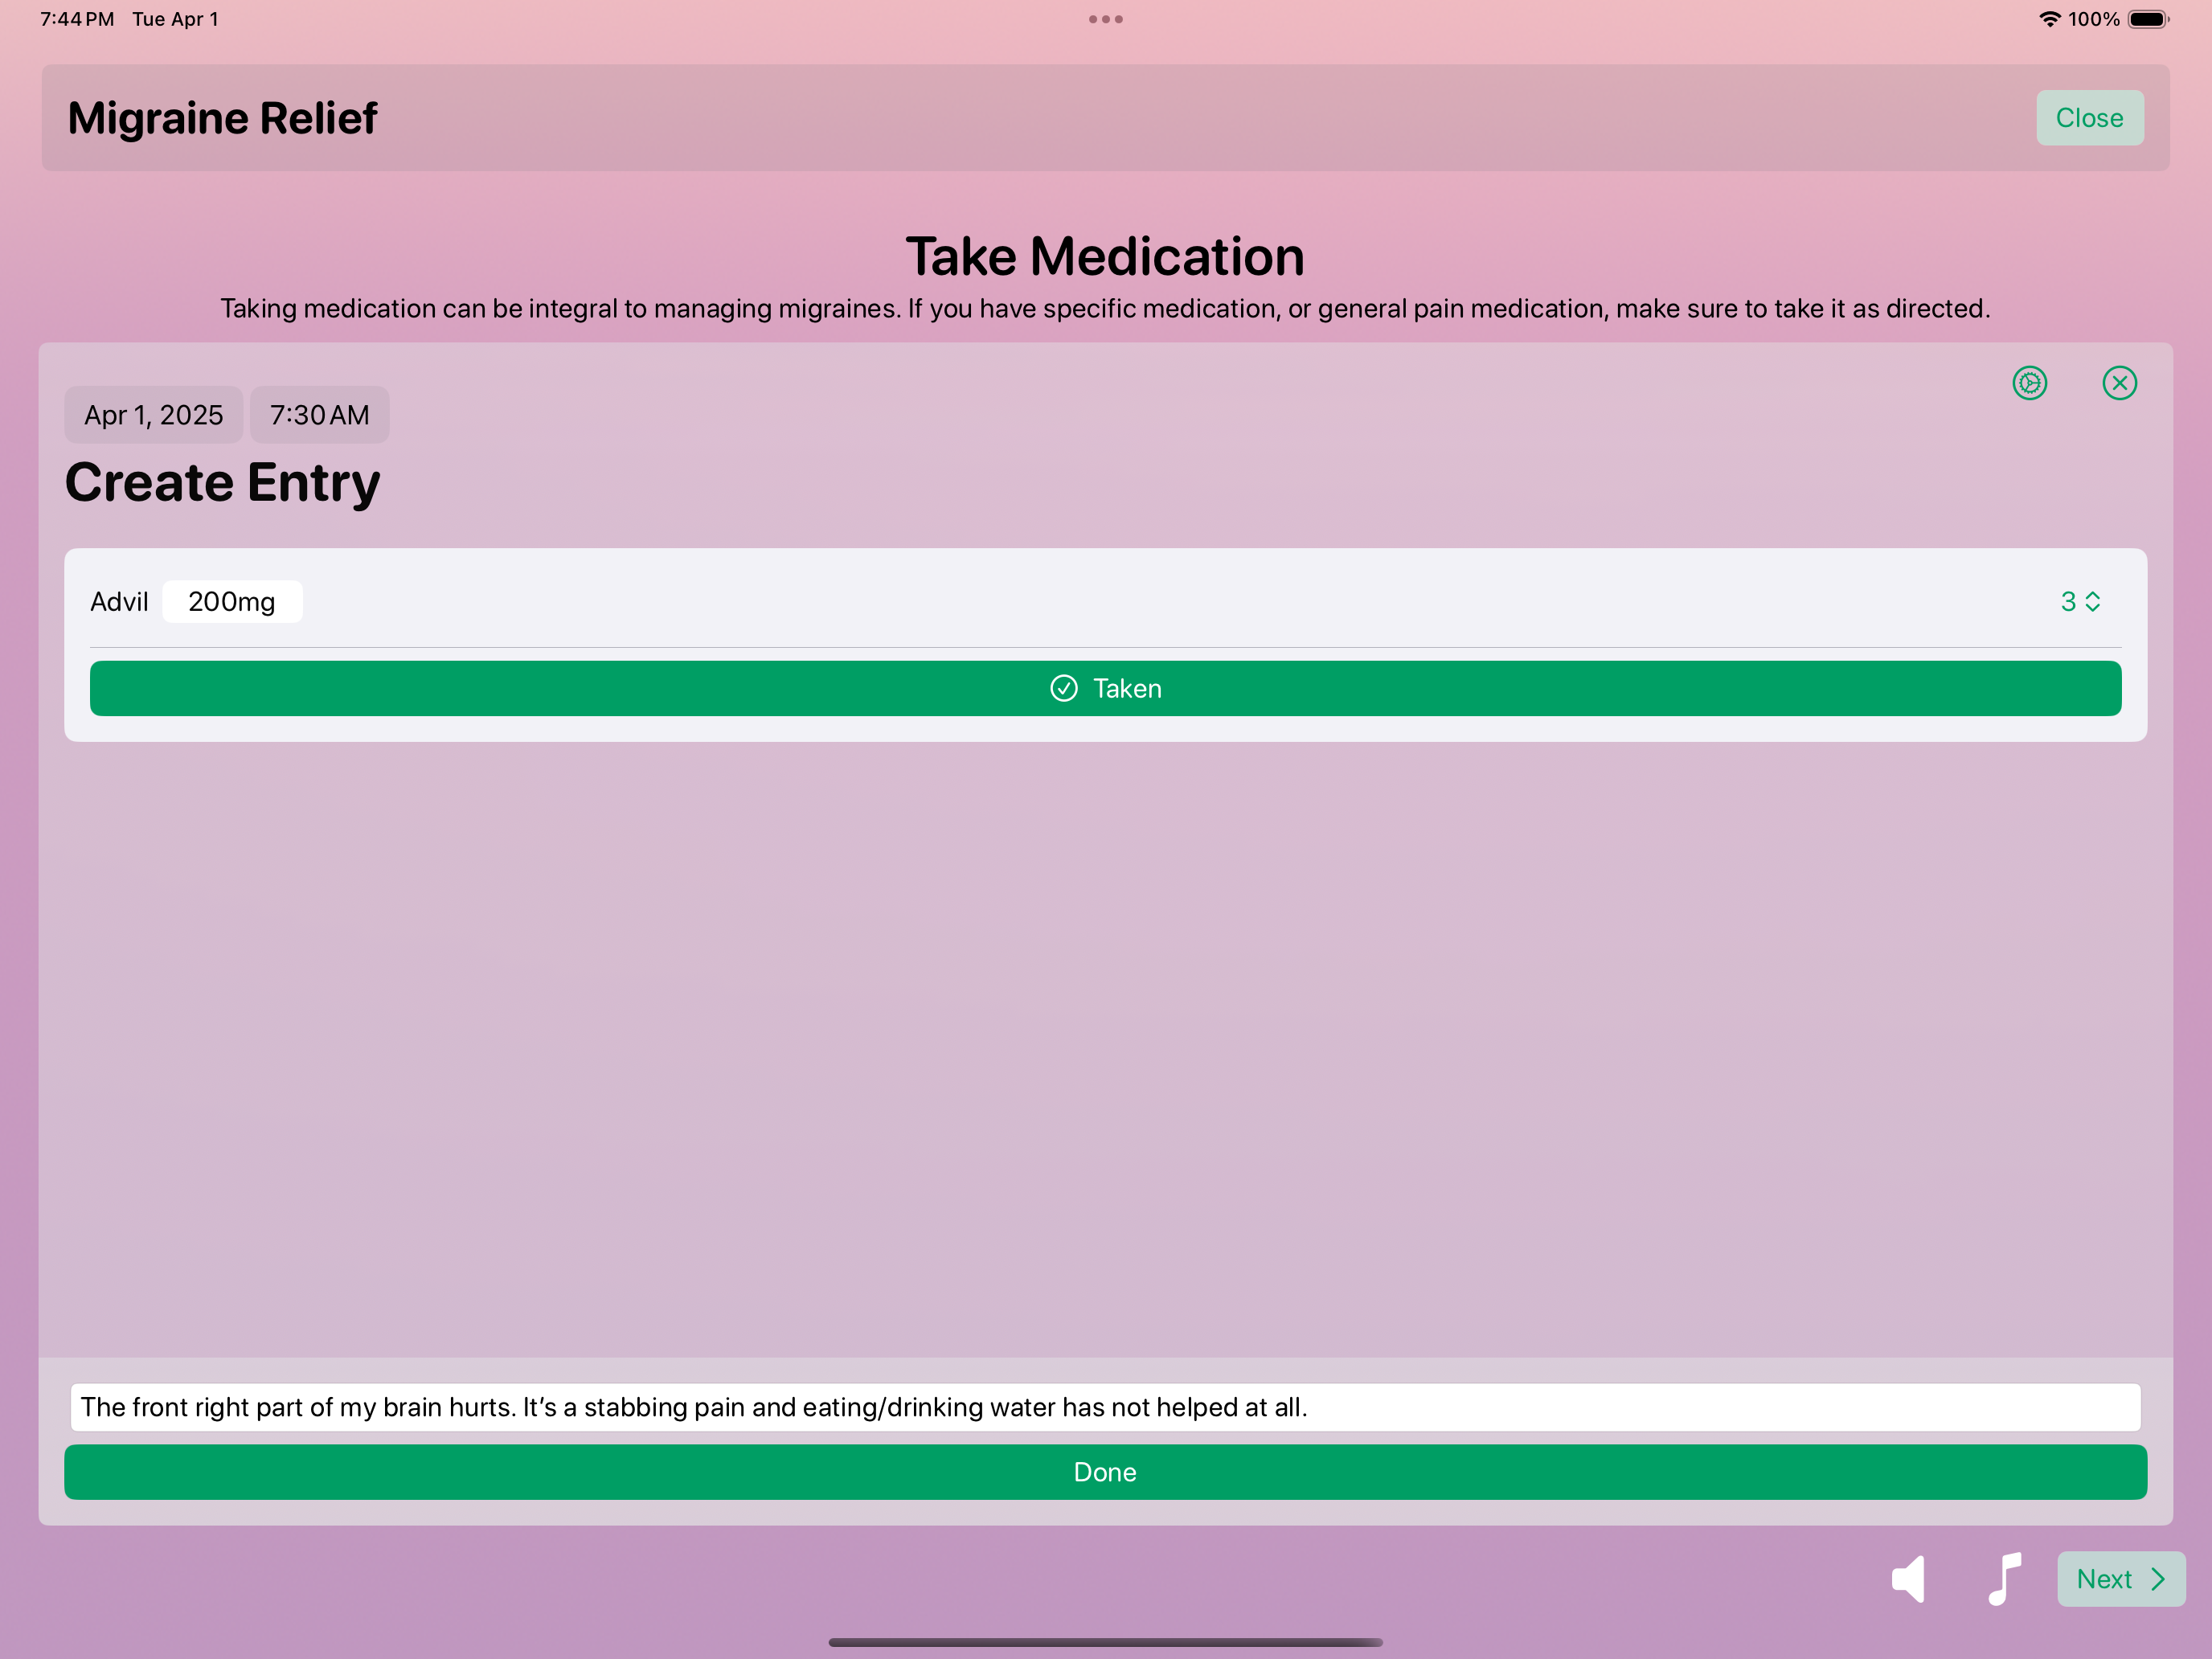 7:44 PM Tue Apr 1 100%
Migraine Relief Close
Take Medication
Taking medication can be integral to managing migraines. If you have specific medication, or general pain medication, make sure to take it as directed.
Apr 1, 2025 7:30 AM
Create Entry
Advil 200mg 3
Taken
The front right part of my brain hurts. It’s a stabbing pain and eating/drinking water has not helped at all.
Done
Next